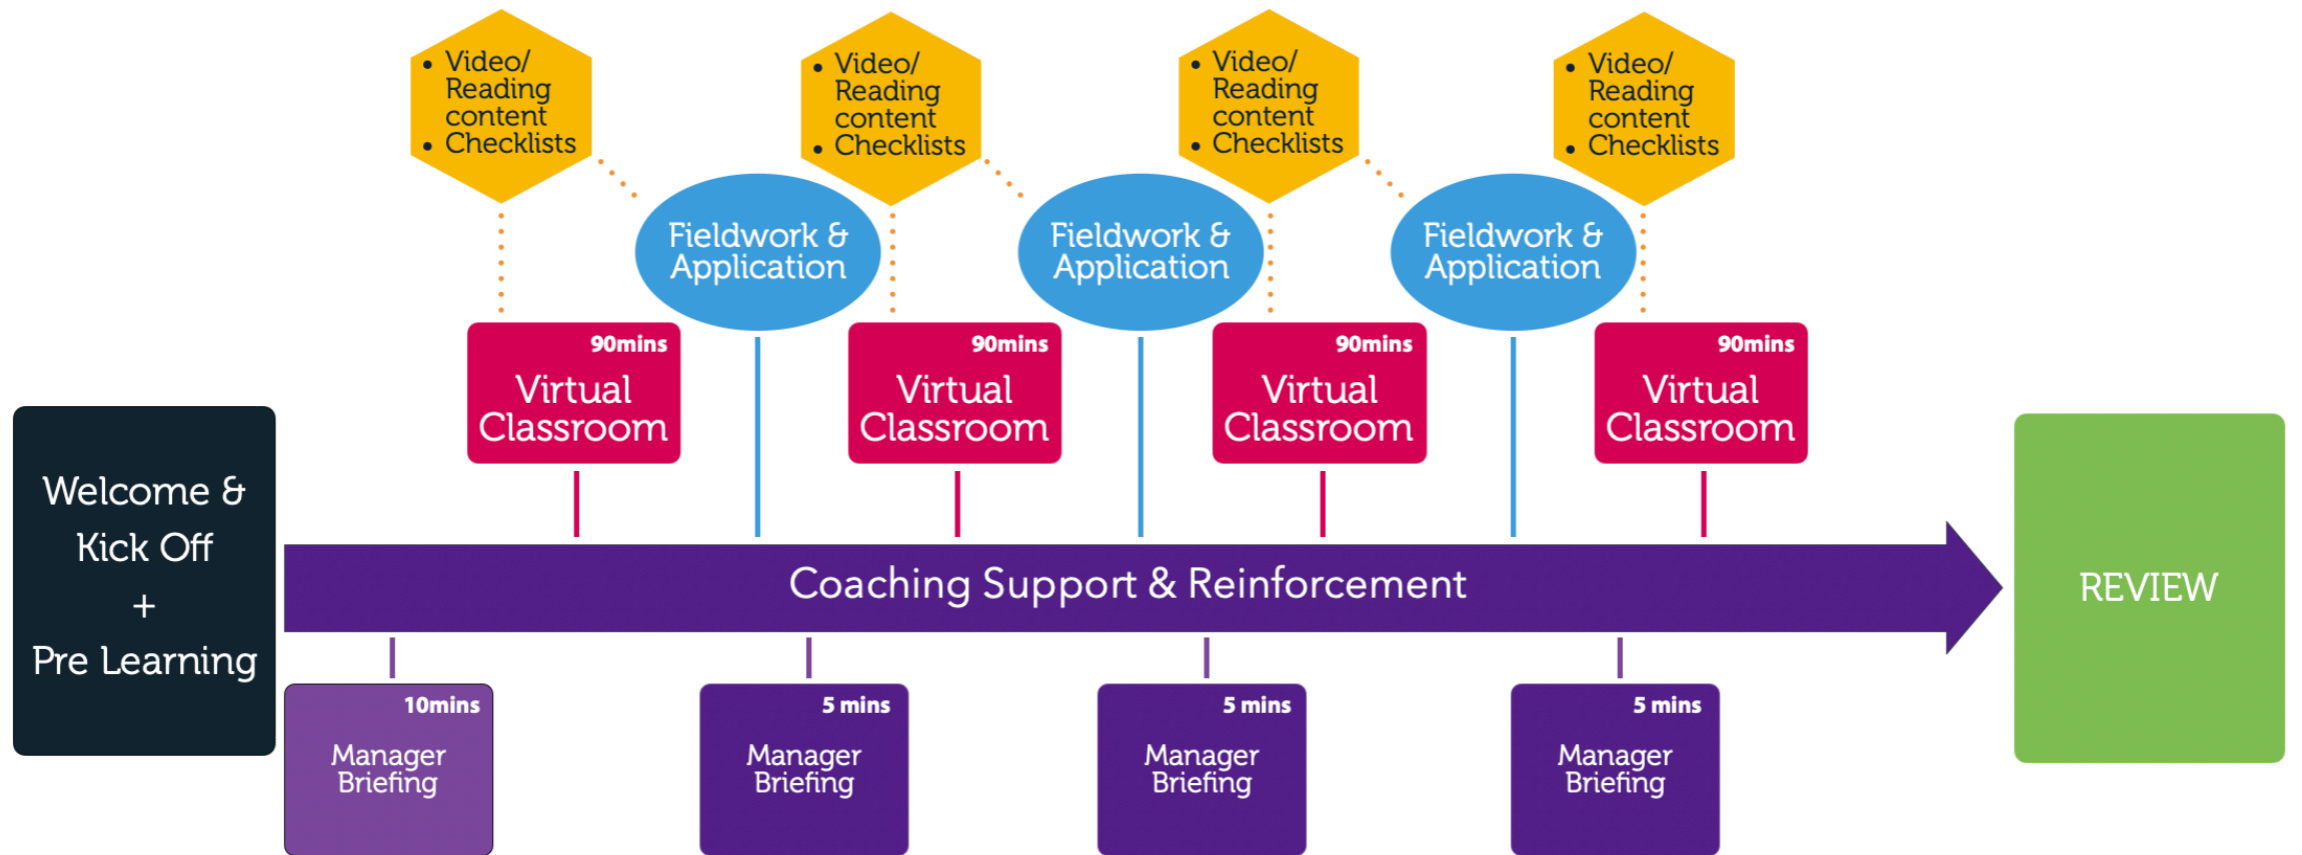 • Video/
Reading
content
• Checklists
• Video/
Reading
content
• Checklists
• Video/
Reading
content
• Checklists
• Video/
Reading
content
• Checklists
Fieldwork &
Application
Fieldwork &
Application
Fieldwork &
Application
90mins
Virtual
Classroom
90mins
Virtual
Classroom
90mins
Virtual
Classroom
90mins
Virtual
Classroom
Welcome &
Kick Off
+
Pre Learning
Coaching Support & Reinforcement
REVIEW
10mins
Manager
Briefing
5 mins
Manager
Briefing
5 mins
Manager
Briefing
5 mins
Manager
Briefing